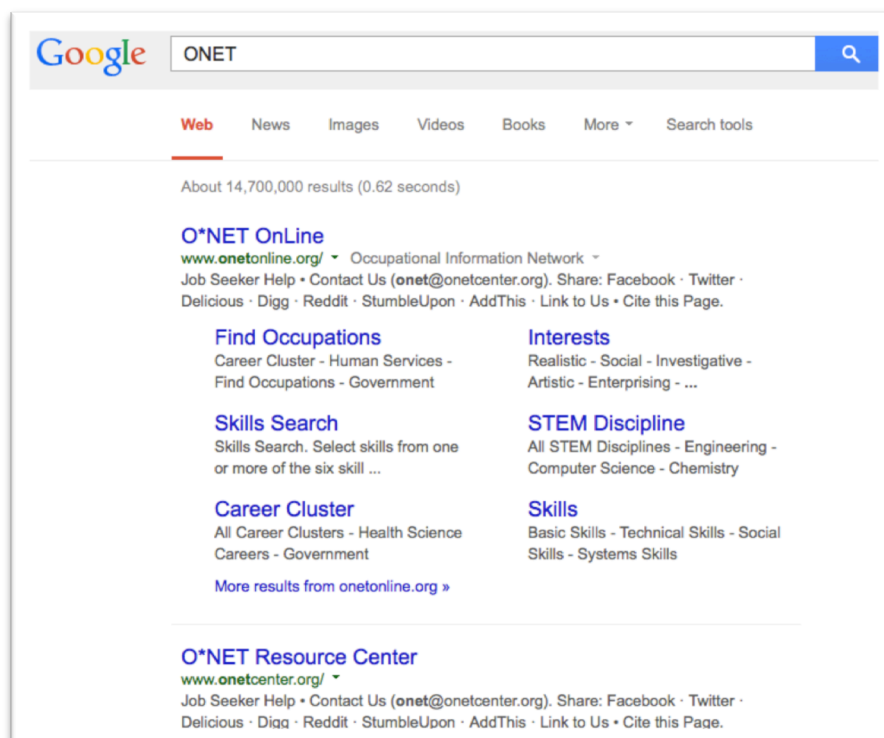 Google ONET
Web News Images Videos Books More Search tools
About 14,700,000 results (0.62 seconds)
O*NET OnLine
www.onetonline.org/ Occupational Information Network
Job Seeker Help • Contact Us (onet@onetcenter.org). Share: Facebook · Twitter ·
Delicious · Digg · Reddit · StumbleUpon · AddThis · Link to Us • Cite this Page.
Find Occupations
Career Cluster - Human Services -
Find Occupations - Government
Interests
Realistic - Social - Investigative -
Artistic - Enterprising - ...
Skills Search
Skills Search. Select skills from one
or more of the six skill ...
STEM Discipline
All STEM Disciplines - Engineering -
Computer Science - Chemistry
Career Cluster
All Career Clusters - Health Science
Careers - Government
Skills
Basic Skills - Technical Skills - Social
Skills - Systems Skills
More results from onetonline.org »
O*NET Resource Center
www.onetcenter.org/
Job Seeker Help • Contact Us (onet@onetcenter.org). Share: Facebook · Twitter ·
Delicious · Digg · Reddit · StumbleUpon · AddThis · Link to Us • Cite this Page.